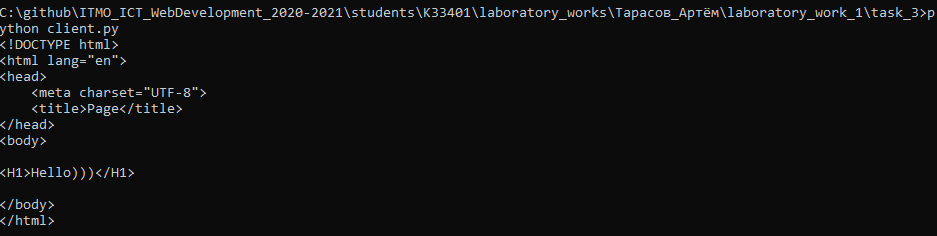 C:\github\ITMO_ICT_WebDevelopment_2020-2021\students\K33401\laboratory_works\Тарасов_Артём\laboratory_work_1\task_3>p
ython client.py
<!DOCTYPE html>
<html lang="en">
<head>
    <meta charset="UTF-8">
    <title>Page</title>
</head>
<body>
<H1>Hello)))</H1>
</body>
</html>